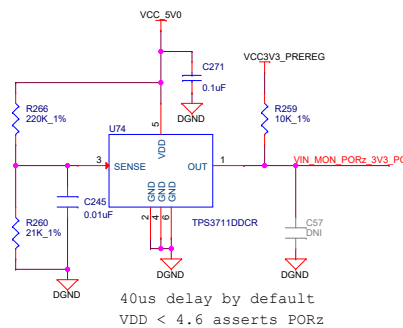 VCC_5V0
C271
0.1uF
VCC3V3_PREREG
DGND
R266
220K_1%
U74
R259
10K_1%
5
VDD
3
SENSE
OUT
1
VIN_MON_PORz_3V3_PO
C245
0.01uF
GND
GND
GND
2
4
6
TPS3711DDCR
C57
DNI
R260
21K_1%
DGND
DGND
DGND
40us delay by default
VDD < 4.6 asserts PORz